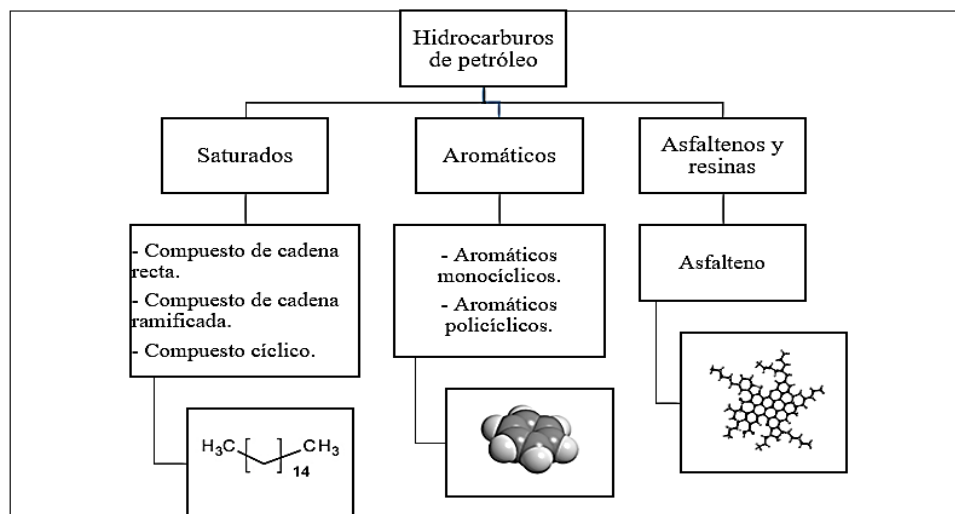 Hidrocarburos
de petróleo
Saturados
Aromáticos
Asfaltenos y
resinas
- Compuesto de cadena
recta.
- Compuesto de cadena
ramificada.
- Compuesto cíclico.
- Aromáticos
monocíclicos.
- Aromáticos
policíclicos.
Asfalteno
H₃C
CH₃
14